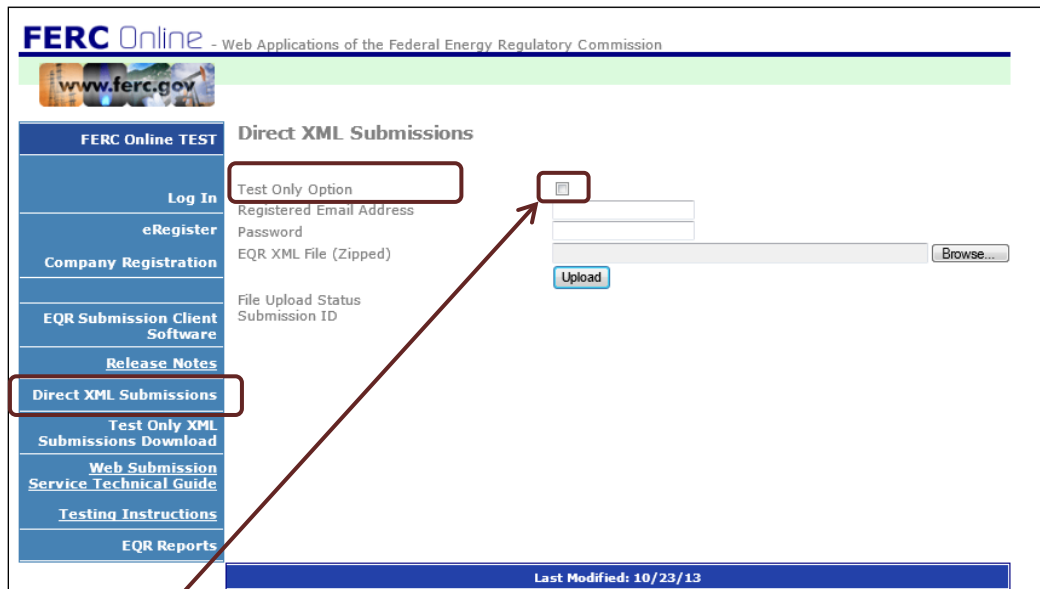 FERC Online - Web Applications of the Federal Energy Regulatory Commission
www.ferc.gov
FERC Online TEST
Log In
eRegister
Company Registration
EQR Submission Client
Software
Release Notes
Direct XML Submissions
Test Only XML
Submissions Download
Web Submission
Service Technical Guide
Testing Instructions
EQR Reports
Direct XML Submissions
Test Only Option
Registered Email Address
Password
EQR XML File (Zipped)
Browse...
Upload
File Upload Status
Submission ID
Last Modified: 10/23/13